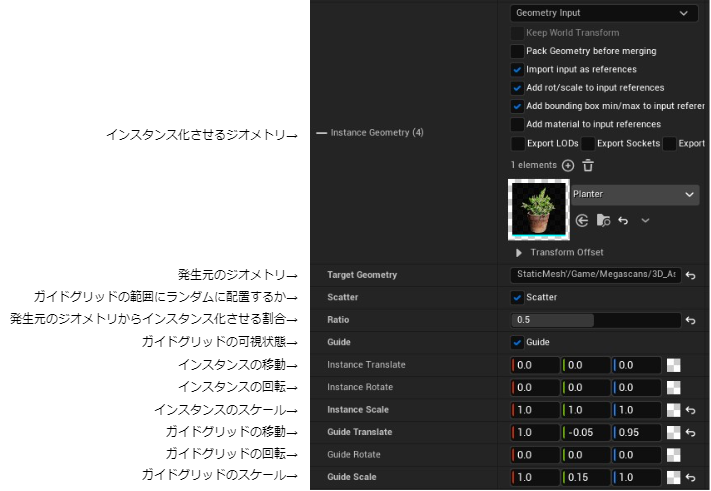 Geometry Input
Keep World Transform
Pack Geometry before merging
Import input as references
Add rot/scale to input references
Add bounding box min/max to input referer
インスタンス化させるジオメトリ→ Instance Geometry (4) Add material to input references
Export LODs Export Sockets Export
1 elements
Planter
Transform Offset
発生元のジオメトリ→ Target Geometry StaticMesh'/Game/Megascans/3D_As
ガイドグリッドの範囲にランダムに配置するか→ Scatter Scatter
発生元のジオメトリからインスタンス化させる割合→ Ratio 0.5
ガイドグリッドの可視状態→ Guide Guide
インスタンスの移動→ Instance Translate 0.0 0.0 0.0
インスタンスの回転→ Instance Rotate 0.0 0.0 0.0
インスタンスのスケール→ Instance Scale 1.0 1.0 1.0
ガイドグリッドの移動→ Guide Translate 1.0 -0.05 0.95
ガイドグリッドの回転→ Guide Rotate 0.0 0.0 0.0
ガイドグリッドのスケール→ Guide Scale 1.0 0.15 1.0